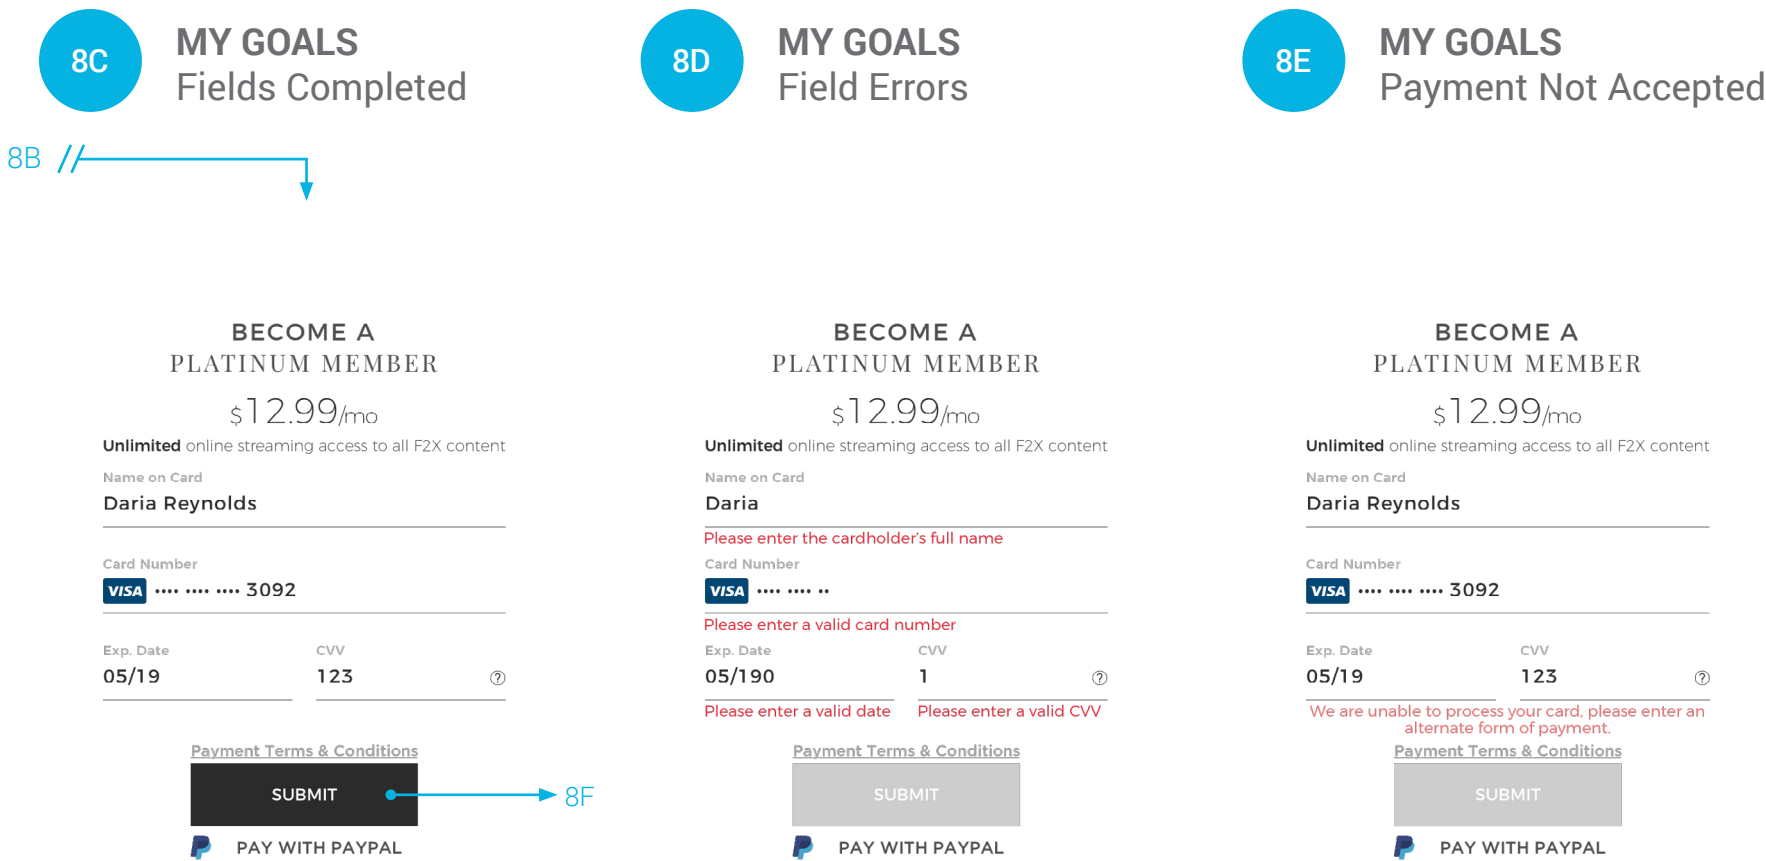 8C
MY GOALS
Fields Completed
8B
BECOME A
PLATINUM MEMBER
$12.99/mo
Unlimited online streaming access to all F2X content
Name on Card
Daria Reynolds
Card Number
VISA •••• •••• •••• 3092
Exp. Date CVV
05/19 123 ?
Payment Terms & Conditions
SUBMIT
8F
PAY WITH PAYPAL
8D
MY GOALS
Field Errors
BECOME A
PLATINUM MEMBER
$12.99/mo
Unlimited online streaming access to all F2X content
Name on Card
Daria
Please enter the cardholder's full name
Card Number
VISA •••• •••• ••
Please enter a valid card number
Exp. Date CVV
05/190 1 ?
Please enter a valid date Please enter a valid CVV
Payment Terms & Conditions
SUBMIT
PAY WITH PAYPAL
8E
MY GOALS
Payment Not Accepted
BECOME A
PLATINUM MEMBER
$12.99/mo
Unlimited online streaming access to all F2X content
Name on Card
Daria Reynolds
Card Number
VISA •••• •••• •••• 3092
Exp. Date CVV
05/19 123 ?
We are unable to process your card, please enter an
alternate form of payment.
Payment Terms & Conditions
SUBMIT
PAY WITH PAYPAL